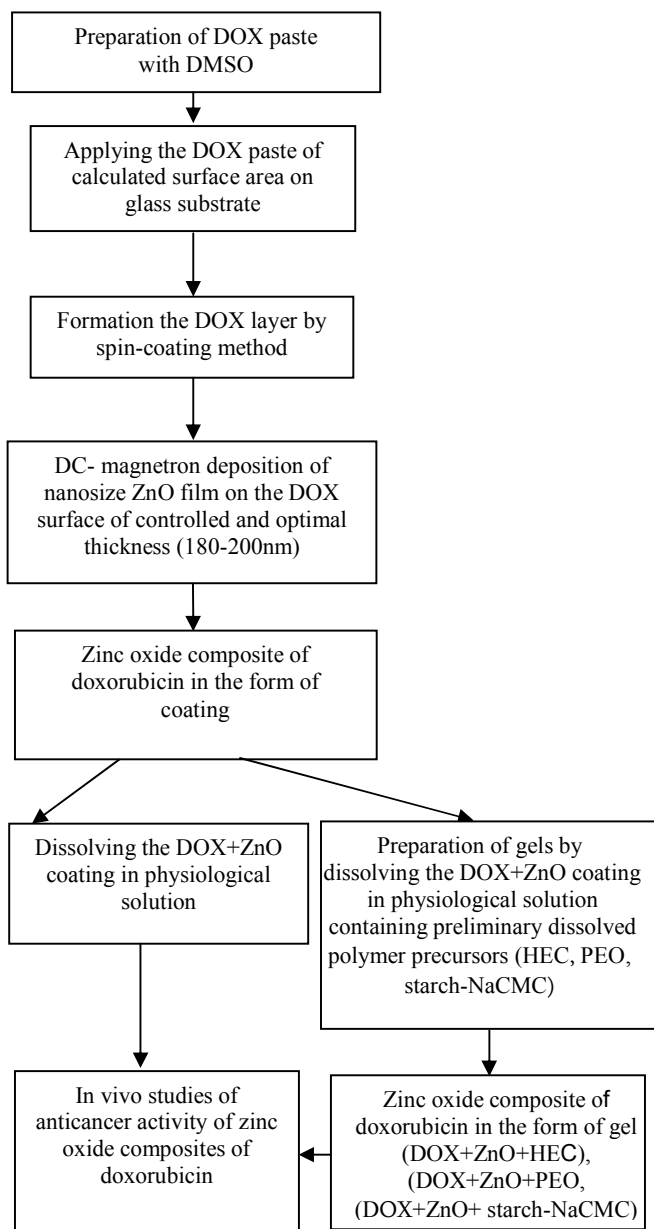 Preparation of DOX paste
with DMSO
Applying the DOX paste of
calculated surface area on
glass substrate
Formation the DOX layer by
spin-coating method
DC- magnetron deposition of
nanosize ZnO film on the DOX
surface of controlled and optimal
thickness (180-200nm)
Zinc oxide composite of
doxorubicin in the form of
coating
Dissolving the DOX+ZnO
coating in physiological
solution
Preparation of gels by
dissolving the DOX+ZnO coating
in physiological solution
containing preliminary dissolved
polymer precursors (HEC, PEO,
starch-NaCMC)
In vivo studies of
anticancer activity of zinc
oxide composites of
doxorubicin
Zinc oxide composite of
doxorubicin in the form of gel
(DOX+ZnO+HEC),
(DOX+ZnO+PEO,
(DOX+ZnO+ starch-NaCMC)